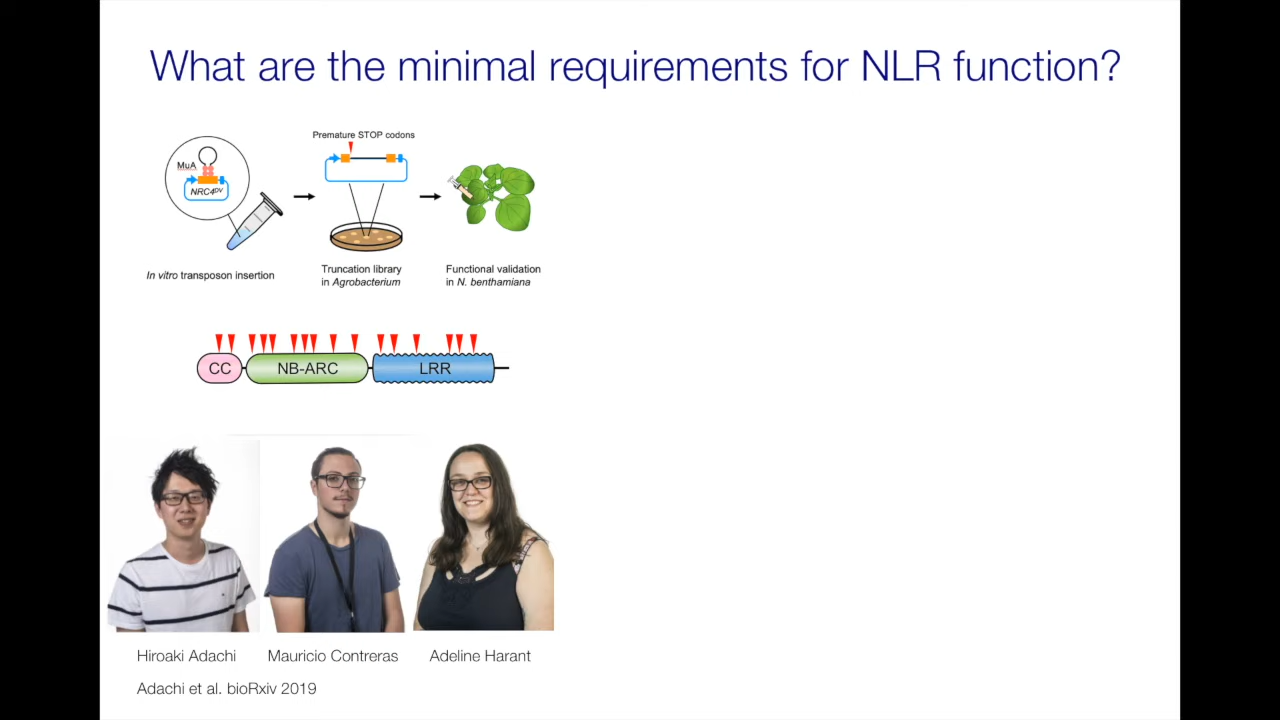 What are the minimal requirements for NLR function?
Premature STOP codons
MuA
NRC4DV
In vitro transposon insertion
Truncation library
in Agrobacterium
Functional validation
in N. benthamiana
CC
NB-ARC
LRR
Hiroaki Adachi
Mauricio Contreras
Adeline Harant
Adachi et al. bioRxiv 2019